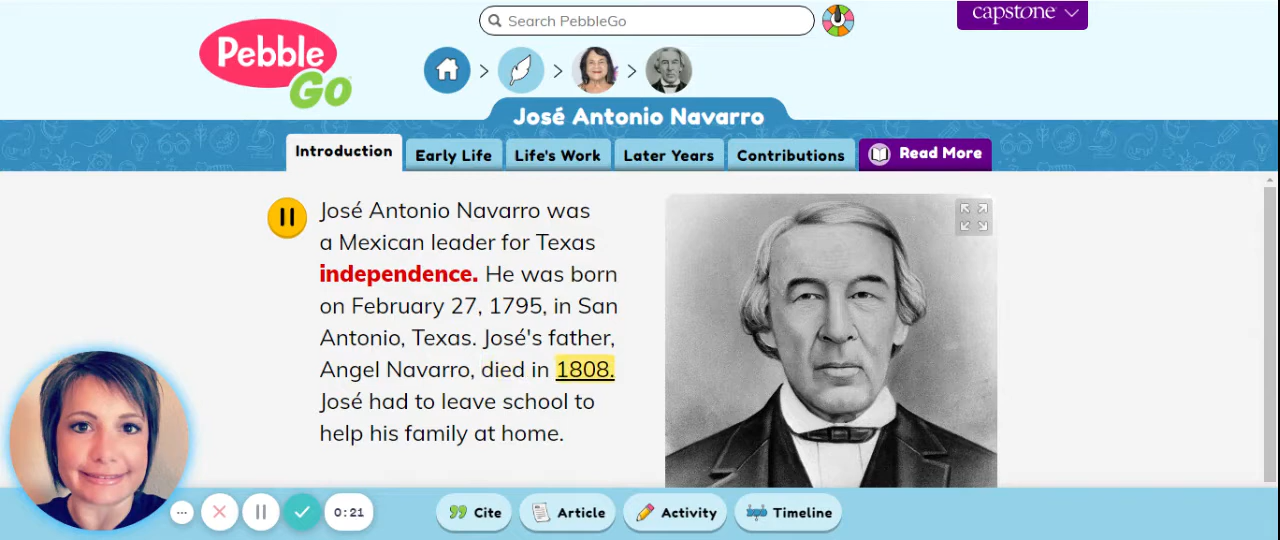 capstone
Search PebbleGo
Pebble
Go
José Antonio Navarro
Introduction
Early Life
Life's Work
Later Years
Contributions
Read More
José Antonio Navarro was
a Mexican leader for Texas
independence. He was born
on February 27, 1795, in San
Antonio, Texas. José's father,
Angel Navarro, died in 1808.
José had to leave school to
help his family at home.
0:21
Cite
Article
Activity
Timeline